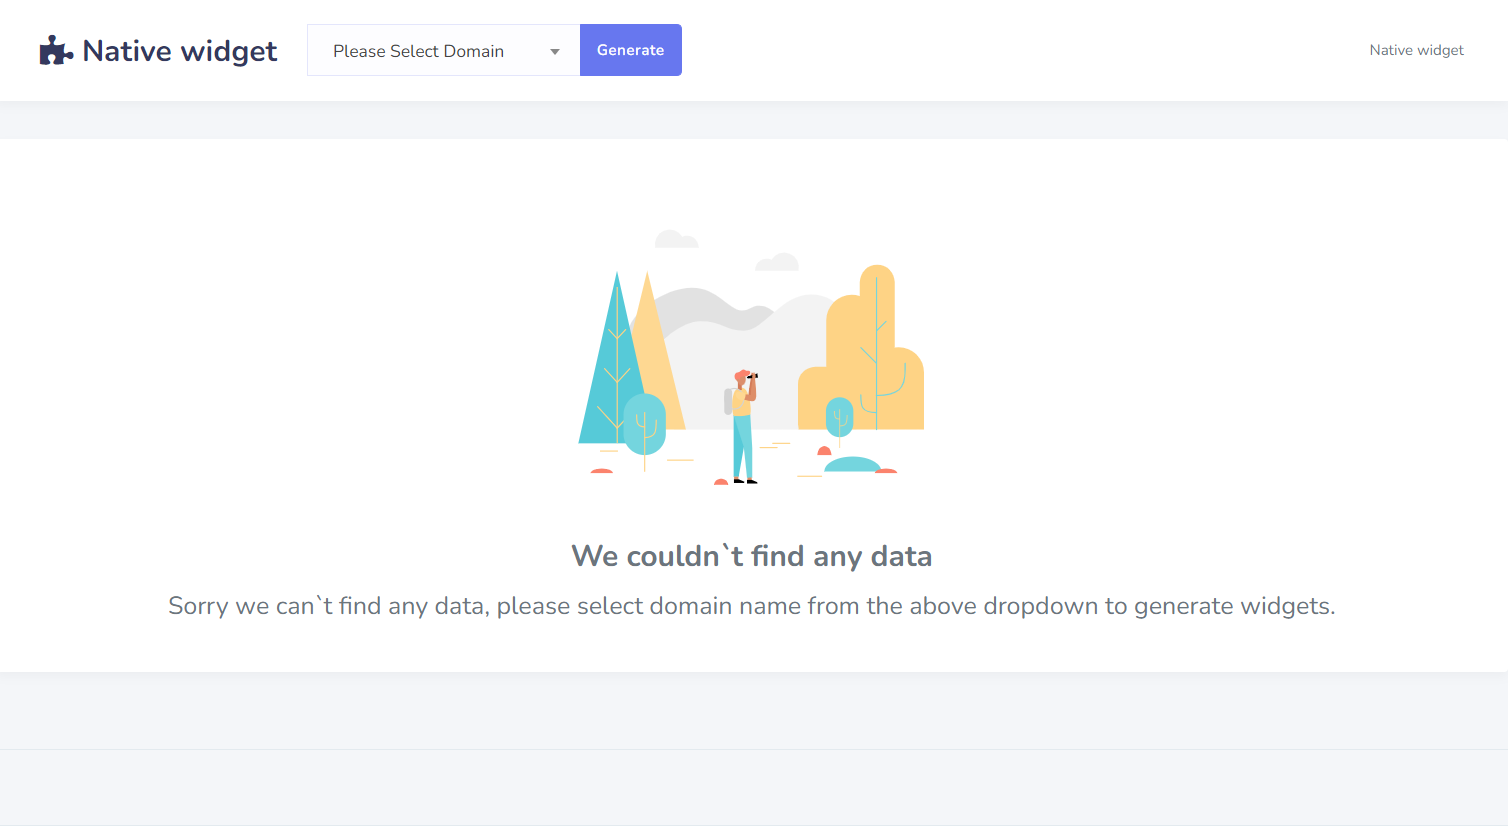 Native widget
Please Select Domain
Generate
Native widget
We couldn`t find any data
Sorry we can`t find any data, please select domain name from the above dropdown to generate widgets.